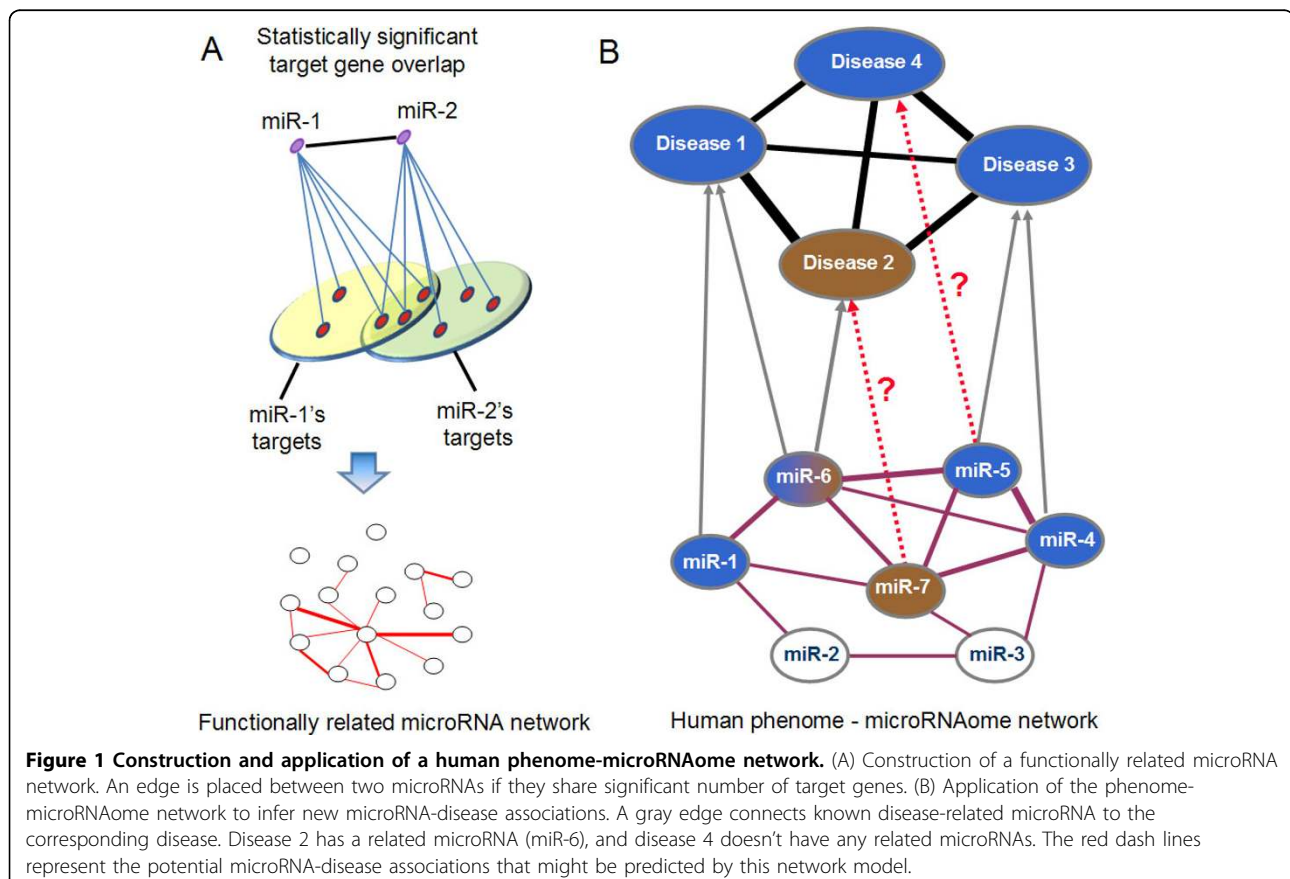 A
Statistically significant
target gene overlap
miR-1
miR-2
miR-1's
targets
miR-2's
targets
Functionally related microRNA network
B
Disease 4
Disease 1
Disease 3
Disease 2
?
?
miR-6
miR-5
miR-4
miR-1
miR-7
miR-2
miR-3
Human phenome - microRNAome network
Figure 1 Construction and application of a human phenome-microRNAome network. (A) Construction of a functionally related microRNA
network. An edge is placed between two microRNAs if they share significant number of target genes. (B) Application of the phenome-
microRNAome network to infer new microRNA-disease associations. A gray edge connects known disease-related microRNA to the
corresponding disease. Disease 2 has a related microRNA (miR-6), and disease 4 doesn't have any related microRNAs. The red dash lines
represent the potential microRNA-disease associations that might be predicted by this network model.